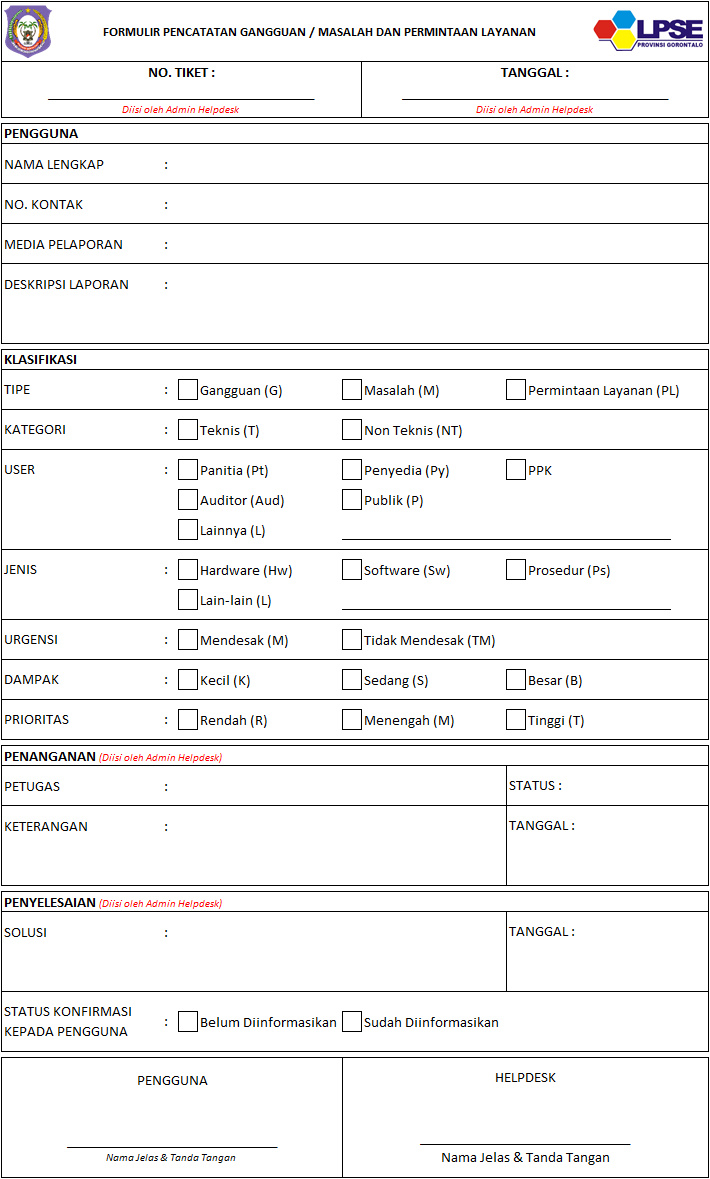 FORMULIR PENCATATAN GANGGUAN / MASALAH DAN PERMINTAAN LAYANAN
LPSE
PROVINSI GORONTALO
NO. TIKET :
TANGGAL :
Diisi oleh Admin Helpdesk
Diisi oleh Admin Helpdesk
PENGGUNA
NAMA LENGKAP :
NO. KONTAK :
MEDIA PELAPORAN :
DESKRIPSI LAPORAN :
KLASIFIKASI
TIPE : Gangguan (G) Masalah (M) Permintaan Layanan (PL)
KATEGORI : Teknis (T) Non Teknis (NT)
USER : Panitia (Pt) Penyedia (Py) PPK
Auditor (Aud) Publik (P)
Lainnya (L)
JENIS : Hardware (Hw) Software (Sw) Prosedur (Ps)
Lain-lain (L)
URGENSI : Mendesak (M) Tidak Mendesak (TM)
DAMPAK : Kecil (K) Sedang (S) Besar (B)
PRIORITAS : Rendah (R) Menengah (M) Tinggi (T)
PENANGANAN (Diisi oleh Admin Helpdesk)
PETUGAS : STATUS :
KETERANGAN : TANGGAL :
PENYELESAIAN (Diisi oleh Admin Helpdesk)
SOLUSI : TANGGAL :
STATUS KONFIRMASI
KEPADA PENGGUNA : Belum Diinformasikan Sudah Diinformasikan
PENGGUNA
HELPDESK
Nama Jelas & Tanda Tangan
Nama Jelas & Tanda Tangan